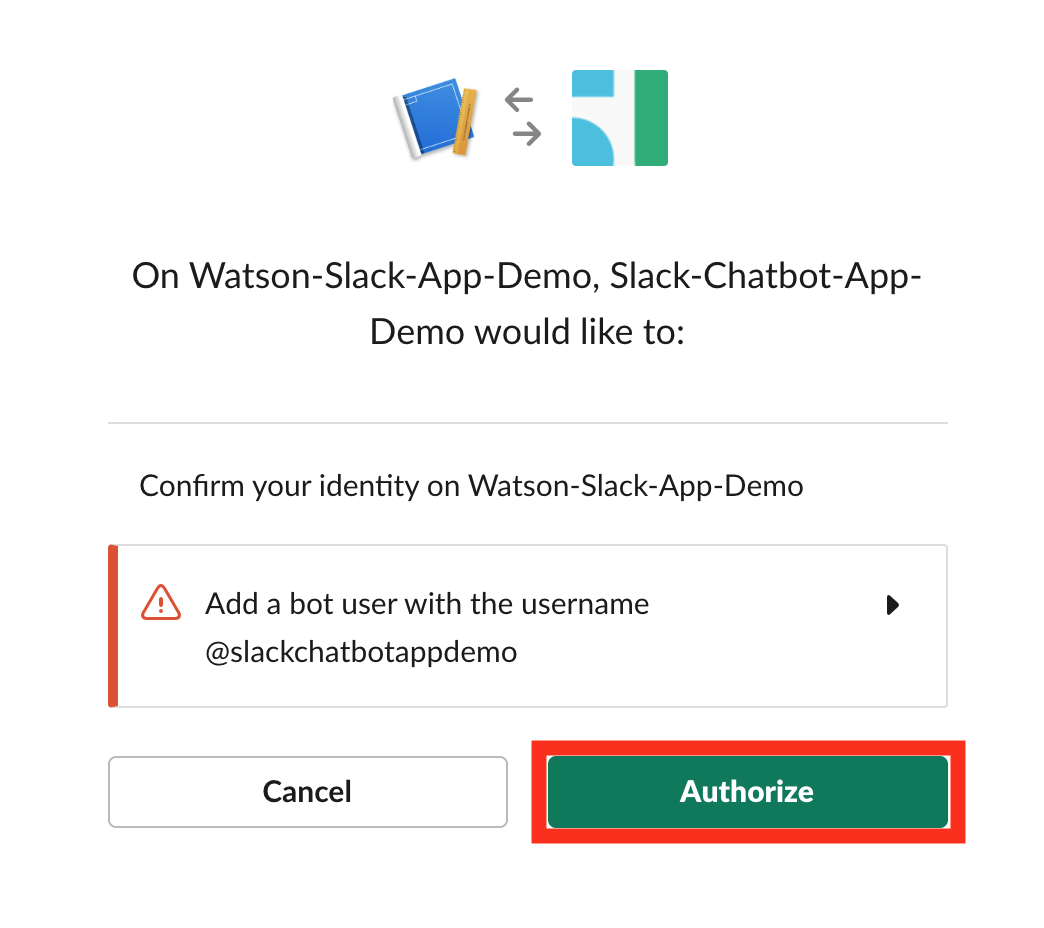 On Watson-Slack-App-Demo, Slack-Chatbot-App-
Demo would like to:
Confirm your identity on Watson-Slack-App-Demo
Add a bot user with the username
@slackchatbotappdemo
Cancel
Authorize